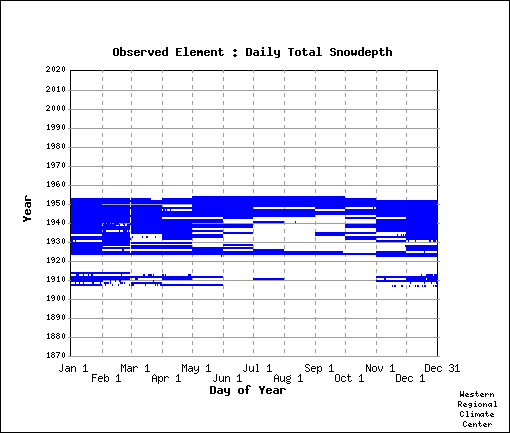 Observed Element : Daily Total Snowdepth
2020
2010
2000
1990
1980
1970
1960
1950
1940
1930
1920
1910
1900
1890
1880
1870
Year
Jan 1 Mar 1 May 1 Jul 1 Sep 1 Nov 1 Dec 31
Feb 1 Apr 1 Jun 1 Aug 1 Oct 1 Dec 1
Day of Year
Western
Regional
Climate
Center